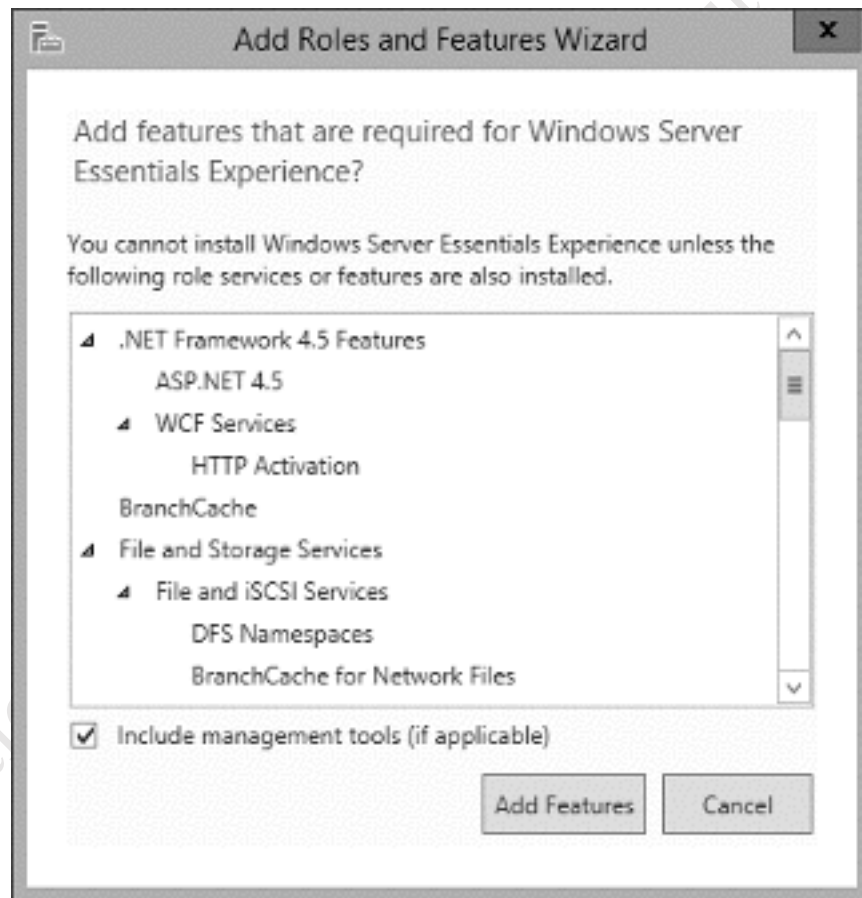 Add Roles and Features Wizard
x
Add features that are required for Windows Server
Essentials Experience?
You cannot install Windows Server Essentials Experience unless the
following role services or features are also installed.
.NET Framework 4.5 Features
ASP.NET 4.5
WCF Services
HTTP Activation
BranchCache
File and Storage Services
File and iSCSI Services
DFS Namespaces
BranchCache for Network Files
Include management tools (if applicable)
Add Features Cancel